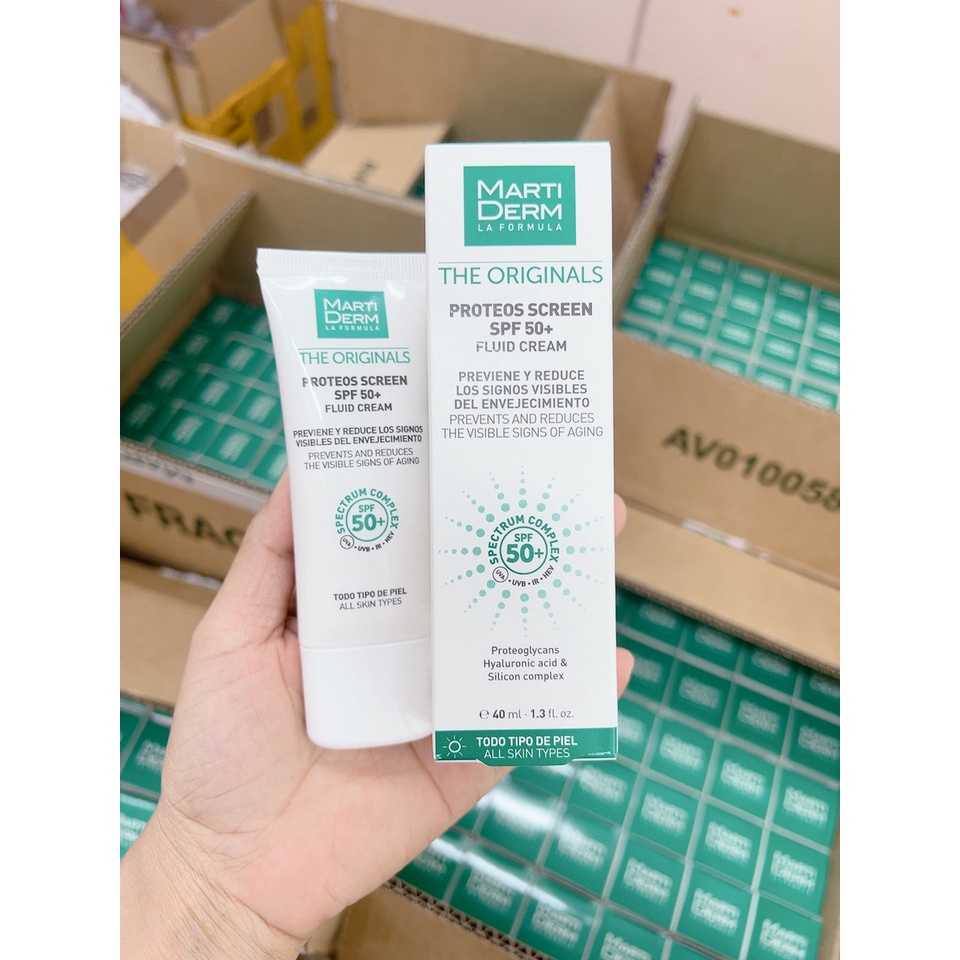 MARTI
DERM
LA FORMULA
THE ORIGINALS
PROTEOS SCREEN
SPF 50+
FLUID CREAM
PREVIENE Y REDUCE LOS SIGNOS
VISIBLES DEL ENVEJECIMIENTO
PREVENTS AND REDUCES
THE VISIBLE SIGNS OF AGING
SPECTRUM COMPLEX
SPF
50+
UVA • UVB • IR • HEV
TODO TIPO DE PIEL
ALL SKIN TYPES
MARTI
DERM
LA FORMULA
THE ORIGINALS
PROTEOS SCREEN
SPF 50+
FLUID CREAM
PREVIENE Y REDUCE
LOS SIGNOS VISIBLES
DEL ENVEJECIMIENTO
PREVENTS AND REDUCES
THE VISIBLE SIGNS OF AGING
SPECTRUM COMPLEX
SPF
50+
UVA • UVB • IR • HEV
Proteoglycans
Hyaluronic acid &
Silicon complex
℮ 40 ml · 1.3 fl. oz.
TODO TIPO DE PIEL
ALL SKIN TYPES
FRAG
AV010058